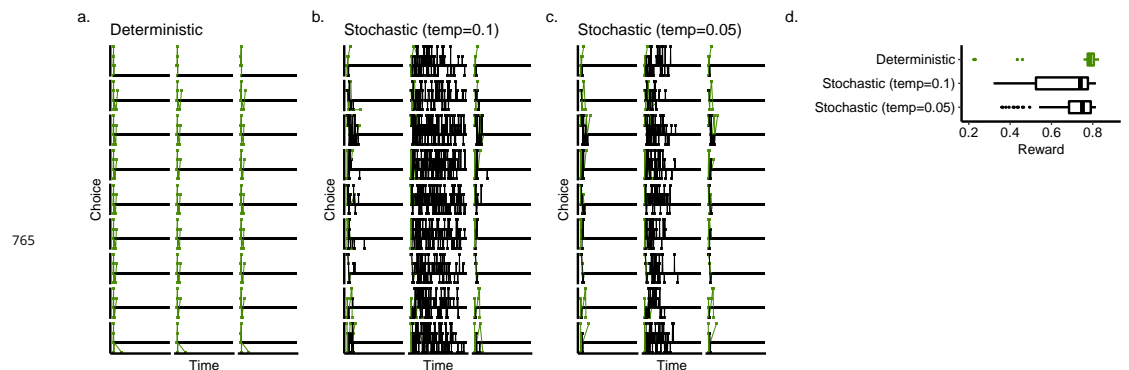 a.
Deterministic
b.
Stochastic (temp=0.1)
c.
Stochastic (temp=0.05)
d.
Choice
Time
Choice
Time
Choice
Time
Deterministic
Stochastic (temp=0.1)
Stochastic (temp=0.05)
0.2 0.4 0.6 0.8
Reward
765